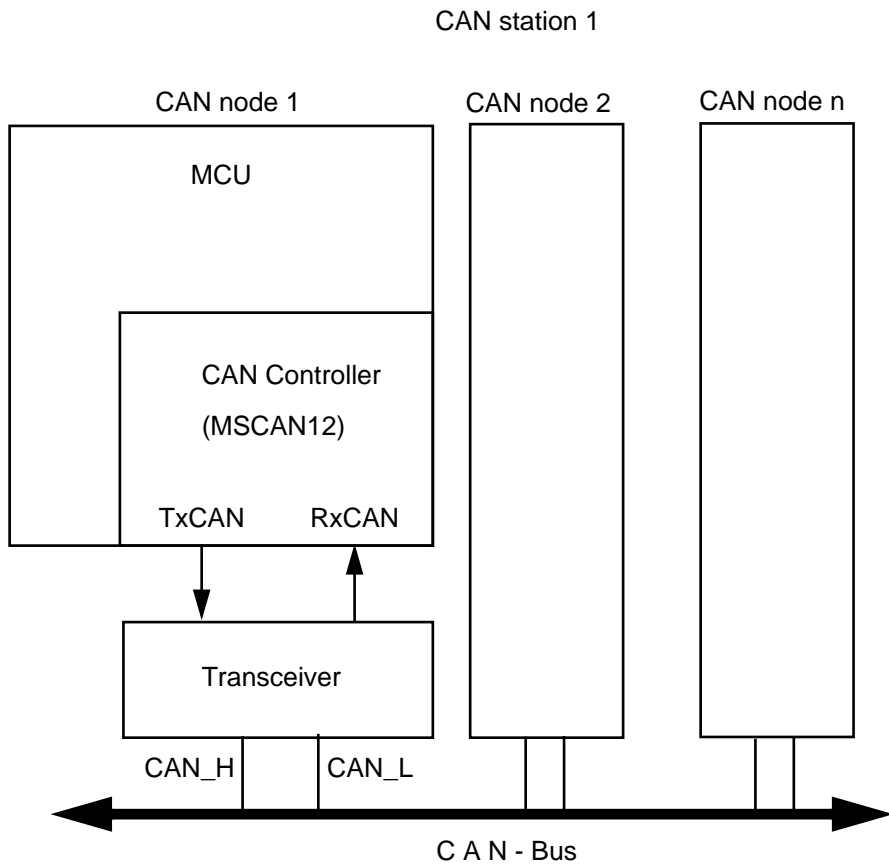 CAN station 1
CAN node 1
CAN node 2
CAN node n
MCU
CAN Controller
(MSCAN12)
TxCAN
RxCAN
Transceiver
CAN_H
CAN_L
C A N - Bus